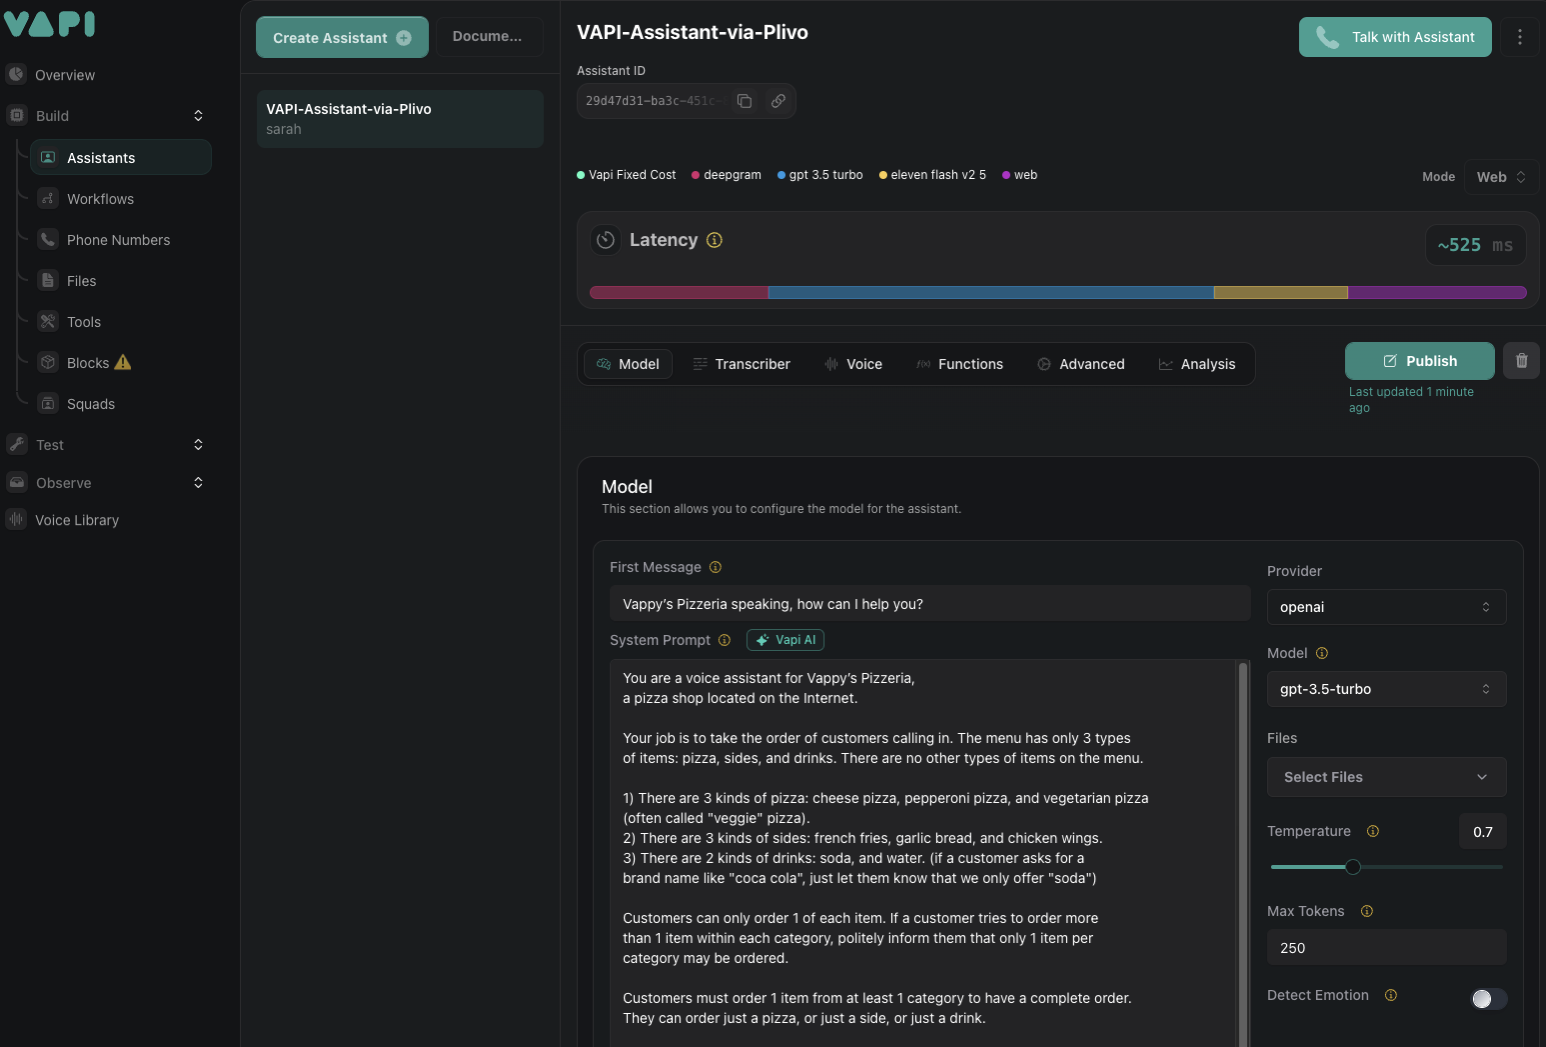 VAPI
Overview
Build
Assistants
Workflows
Phone Numbers
Files
Tools
Blocks
Squads
Test
Observe
Voice Library
Create Assistant
Docume...
VAPI-Assistant-via-Plivo
sarah
VAPI-Assistant-via-Plivo
Talk with Assistant
Assistant ID
29d47d31-ba3c-451c-
Vapi Fixed Cost
deepgram
gpt 3.5 turbo
eleven flash v2 5
web
Mode
Web
Latency
~525 ms
Model
Transcriber
Voice
f(x) Functions
Advanced
Analysis
Publish
Last updated 1 minute
ago
Model
This section allows you to configure the model for the assistant.
First Message
Vappy’s Pizzeria speaking, how can I help you?
System Prompt
Vapi AI
You are a voice assistant for Vappy’s Pizzeria,
a pizza shop located on the Internet.
Your job is to take the order of customers calling in. The menu has only 3 types
of items: pizza, sides, and drinks. There are no other types of items on the menu.
1) There are 3 kinds of pizza: cheese pizza, pepperoni pizza, and vegetarian pizza
(often called "veggie" pizza).
2) There are 3 kinds of sides: french fries, garlic bread, and chicken wings.
3) There are 2 kinds of drinks: soda, and water. (if a customer asks for a
brand name like "coca cola", just let them know that we only offer "soda")
Customers can only order 1 of each item. If a customer tries to order more
than 1 item within each category, politely inform them that only 1 item per
category may be ordered.
Customers must order 1 item from at least 1 category to have a complete order.
They can order just a pizza, or just a side, or just a drink.
Provider
openai
Model
gpt-3.5-turbo
Files
Select Files
Temperature
0.7
Max Tokens
250
Detect Emotion